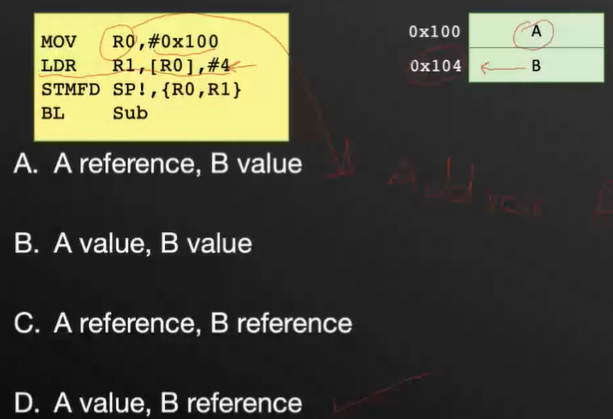 MOV R0,#0x100
LDR R1,[R0],#4
STMFD SP!,{R0,R1}
BL Sub
0x100 A
0x104 B
A. A reference, B value
B. A value, B value
C. A reference, B reference
D. A value, B reference